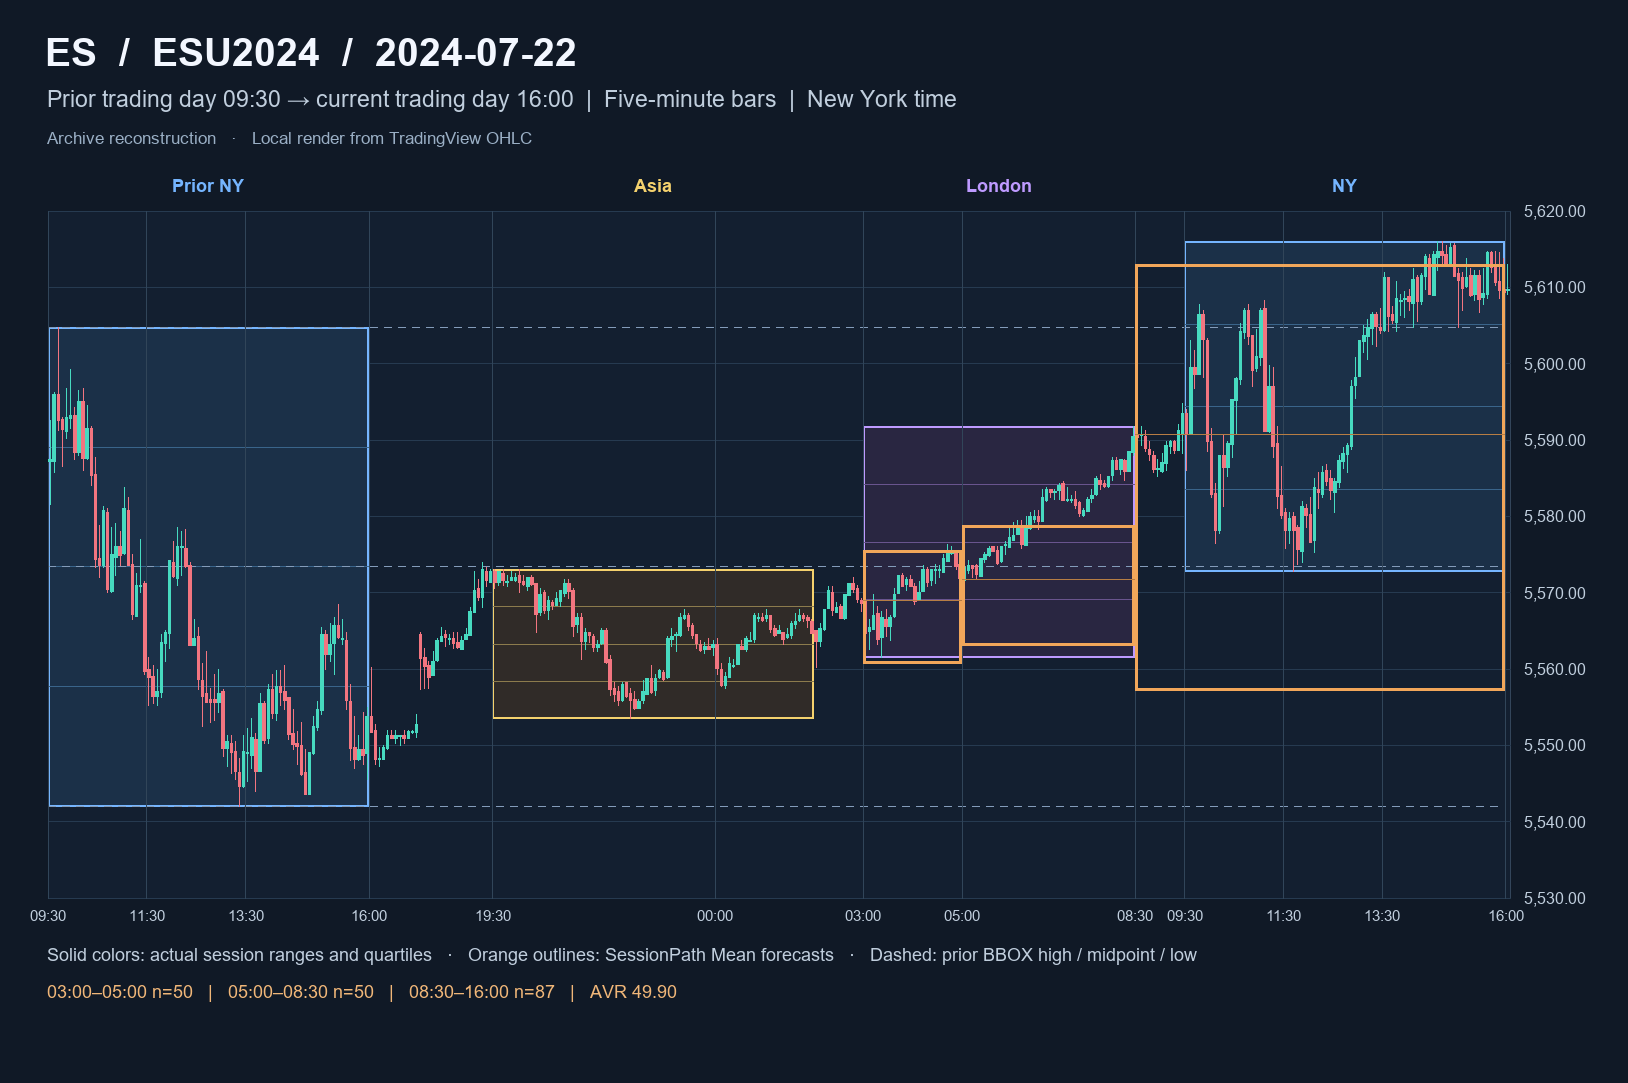 ES / ESU2024 / 2024-07-22
Prior trading day 09:30 → current trading day 16:00 | Five-minute bars | New York time
Archive reconstruction · Local render from TradingView OHLC
Prior NY Asia London NY
5,620.00
5,610.00
5,600.00
5,590.00
5,580.00
5,570.00
5,560.00
5,550.00
5,540.00
5,530.00
09:30 11:30 13:30 16:00 19:30 00:00 03:00 05:00 08:30 09:30 11:30 13:30 16:00
Solid colors: actual session ranges and quartiles · Orange outlines: SessionPath Mean forecasts · Dashed: prior BBOX high / midpoint / low
03:00–05:00 n=50 | 05:00–08:30 n=50 | 08:30–16:00 n=87 | AVR 49.90